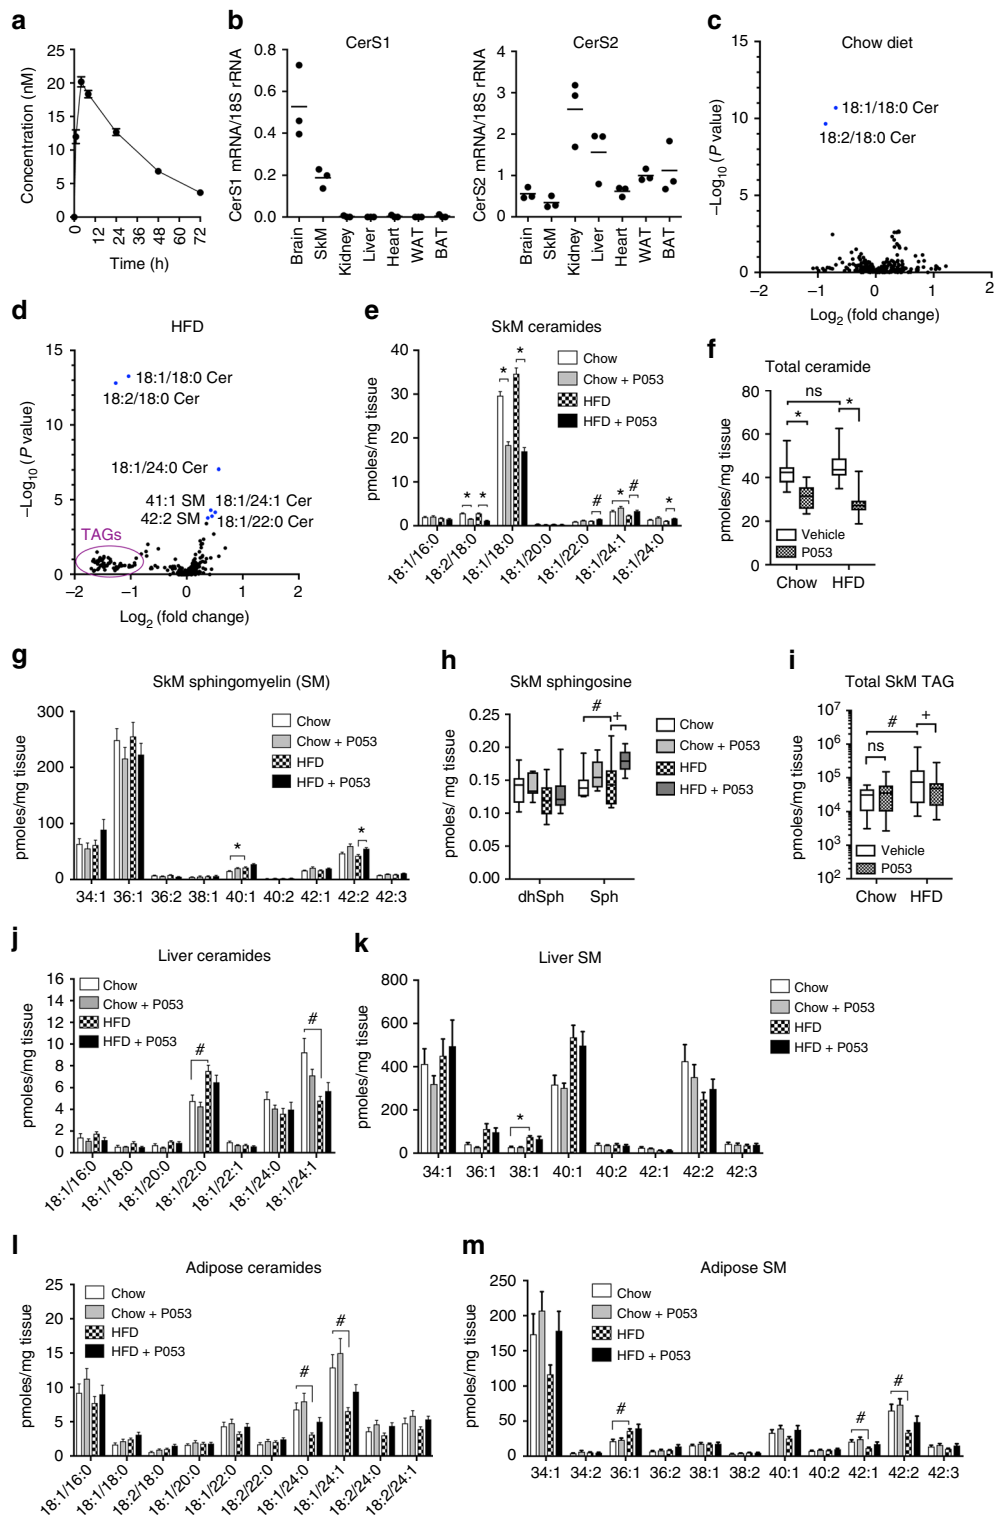 a
25
20
15
10
5
0
Concentration (nM)
0 12 24 36 48 60 72
Time (h)
b
CerS1
0.8
0.6
0.4
0.2
0.0
CerS1 mRNA/18S rRNA
Brain
SkM
Kidney
Liver
Heart
WAT
BAT
CerS2
4
3
2
1
0
CerS2 mRNA/18S rRNA
Brain
SkM
Kidney
Liver
Heart
WAT
BAT
c
Chow diet
15
10
5
0
–Log10 (P value)
18:1/18:0 Cer
18:2/18:0 Cer
–2 –1 0 1 2
Log2 (fold change)
d
HFD
15
10
5
0
–Log10 (P value)
18:1/18:0 Cer
18:2/18:0 Cer
18:1/24:0 Cer
41:1 SM 18:1/24:1 Cer
42:2 SM 18:1/22:0 Cer
TAGs
–2 –1 0 1 2
Log2 (fold change)
e
SkM ceramides
40
30
20
10
0
pmoles/mg tissue
Chow
Chow + P053
HFD
HFD + P053
* *
* *
# * # *
18:1/16:0
18:2/18:0
18:1/18:0
18:1/20:0
18:1/22:0
18:1/24:1
18:1/24:0
f
Total ceramide
80
60
40
20
0
pmoles/mg tissue
ns
* *
Vehicle
P053
Chow HFD
g
SkM sphingomyelin (SM)
300
200
100
0
pmoles/mg tissue
Chow
Chow + P053
HFD
HFD + P053
* *
34:1 36:1 36:2 38:1 40:1 40:2 42:1 42:2 42:3
h
SkM sphingosine
0.25
0.20
0.15
0.10
0.05
0.00
pmoles/ mg tissue
# +
Chow
Chow + P053
HFD
HFD + P053
dhSph Sph
i
Total SkM TAG
10^7
10^6
10^5
10^4
10^3
10^2
pmoles/mg tissue
# +
ns
Vehicle
P053
Chow HFD
j
Liver ceramides
16
14
12
10
8
6
4
2
0
pmoles/mg tissue
Chow
Chow + P053
HFD
HFD + P053
# #
18:1/16:0
18:1/18:0
18:1/20:0
18:1/22:0
18:1/22:1
18:1/24:0
18:1/24:1
k
Liver SM
800
600
400
200
0
pmoles/mg tissue
Chow
Chow + P053
HFD
HFD + P053
*
34:1 36:1 38:1 40:1 40:2 42:1 42:2 42:3
l
Adipose ceramides
25
20
15
10
5
0
pmoles/mg tissue
Chow
Chow + P053
HFD
HFD + P053
# #
18:1/16:0
18:1/18:0
18:2/18:0
18:1/20:0
18:1/22:0
18:2/22:0
18:1/24:0
18:1/24:1
18:2/24:0
18:2/24:1
m
Adipose SM
250
200
150
100
50
0
pmoles/mg tissue
Chow
Chow + P053
HFD
HFD + P053
# # #
34:1 34:2 36:1 36:2 38:1 38:2 40:1 40:2 42:1 42:2 42:3